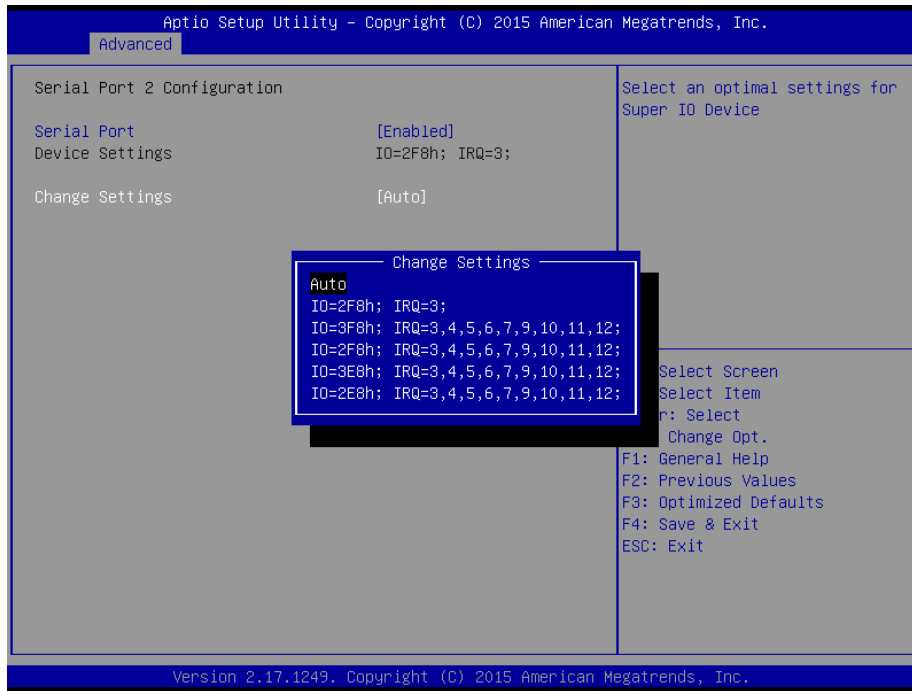 Aptio Setup Utility – Copyright (C) 2015 American Megatrends, Inc.
Advanced
Serial Port 2 Configuration
Serial Port [Enabled]
Device Settings IO=2F8h; IRQ=3;
Change Settings [Auto]
Select an optimal settings for
Super IO Device
Change Settings
Auto
IO=2F8h; IRQ=3;
IO=3F8h; IRQ=3,4,5,6,7,9,10,11,12;
IO=2F8h; IRQ=3,4,5,6,7,9,10,11,12;
IO=3E8h; IRQ=3,4,5,6,7,9,10,11,12;
IO=2E8h; IRQ=3,4,5,6,7,9,10,11,12;
Select Screen
Select Item
r: Select
Change Opt.
F1: General Help
F2: Previous Values
F3: Optimized Defaults
F4: Save & Exit
ESC: Exit
Version 2.17.1249. Copyright (C) 2015 American Megatrends, Inc.